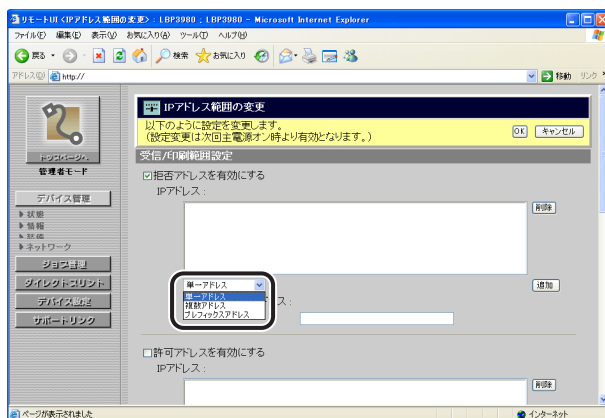 リモートUI <IPアドレス範囲の変更> : LBP3980 ; LBP3980 - Microsoft Internet Explorer
ファイル(F) 編集(E) 表示(V) お気に入り(A) ツール(T) ヘルプ(H)
戻る 検索 お気に入り
アドレス(D) http:// 移動 リンク
IPアドレス範囲の変更
以下のように設定を変更します。
(設定変更は次回主電源オン時より有効となります。)
OK キャンセル
トップページへ
管理者モード
デバイス管理
状態
情報
装備
ネットワーク
ジョブ管理
ダイレクトプリント
デバイス設定
サポートリンク
受信/印刷範囲設定
拒否アドレスを有効にする
IPアドレス :
削除
単一アドレス
追加
単一アドレス
複数アドレス
プレフィックスアドレス
ス :
許可アドレスを有効にする
IPアドレス :
削除
ページが表示されました
インターネット